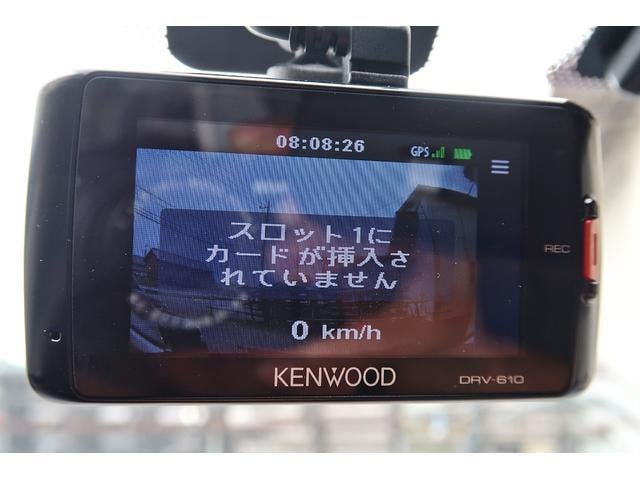 08:08:26 GPS
スロット1に
カードが挿入さ
れていません
REC
0 km/h
KENWOOD DRV-610